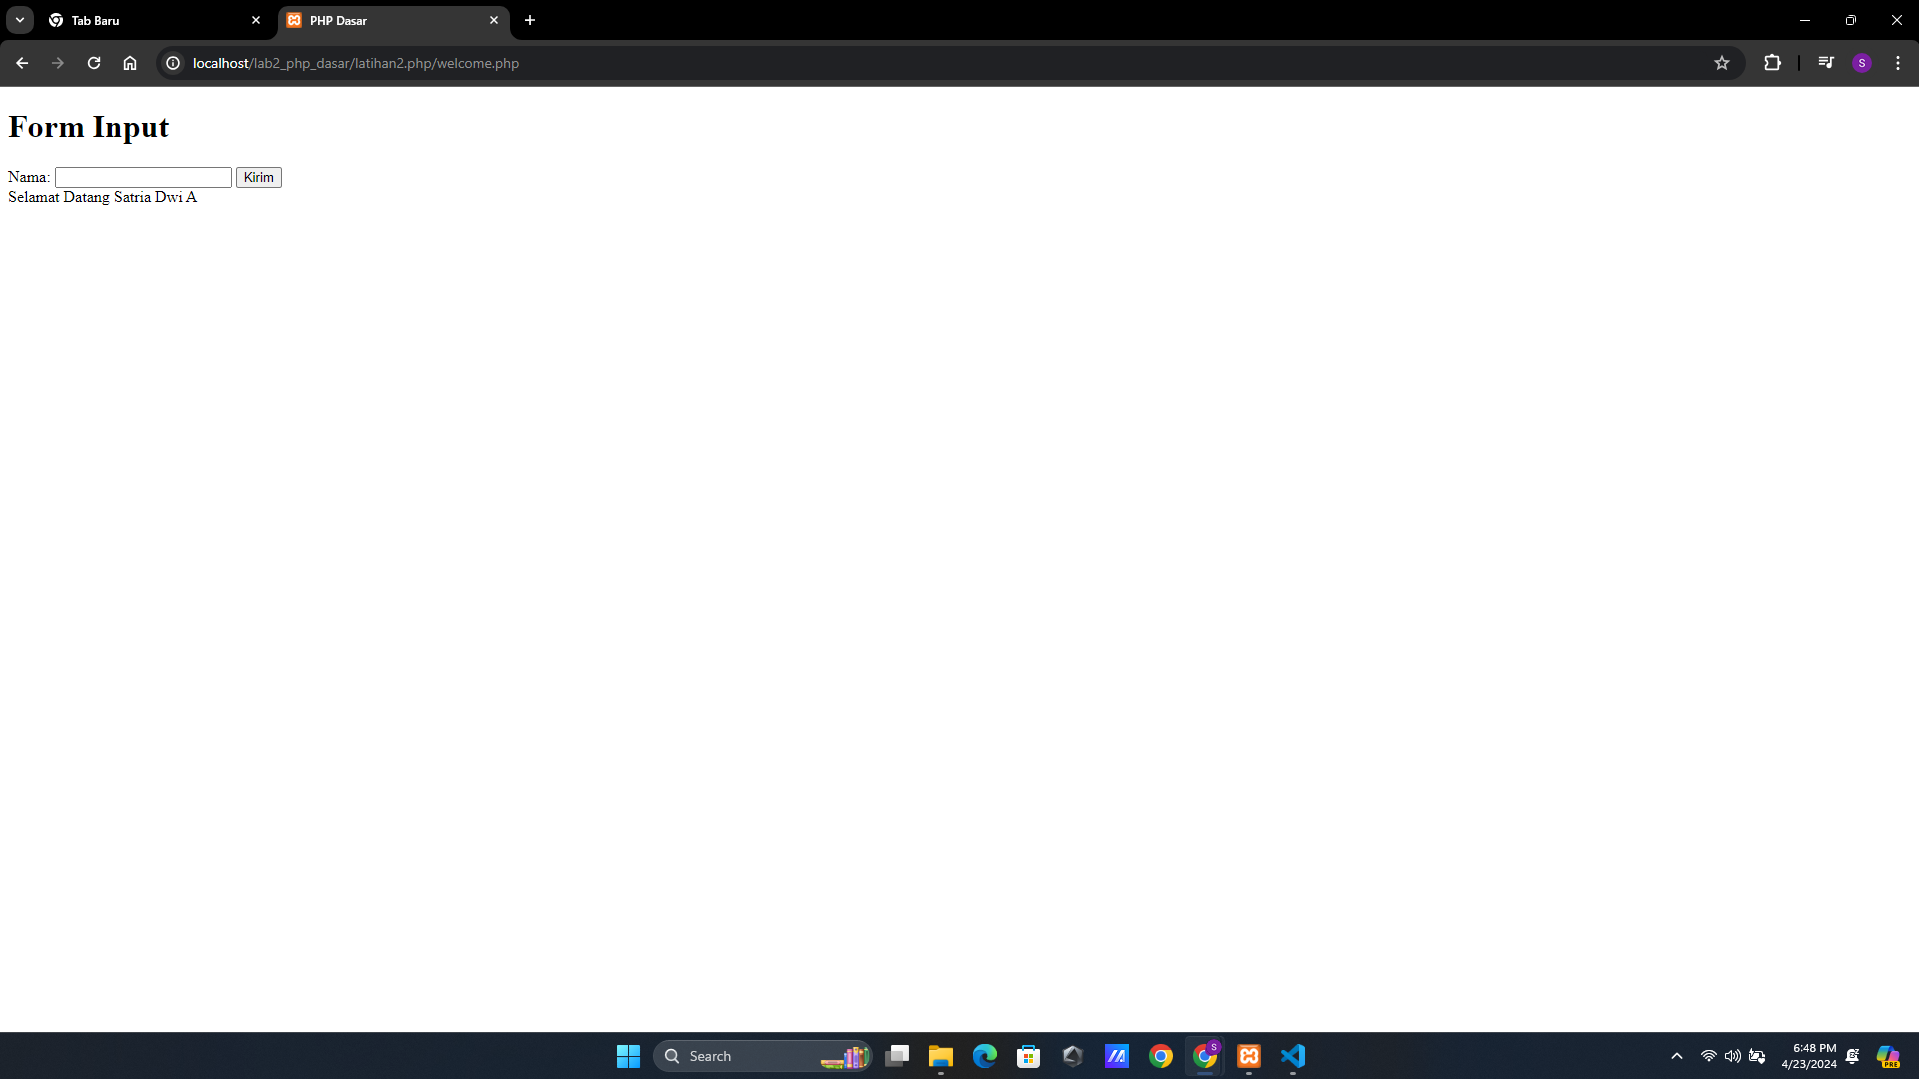 Tab Baru
PHP Dasar
localhost/lab2_php_dasar/latihan2.php/welcome.php
S
Form Input
Nama:
Kirim
Selamat Datang Satria Dwi A
Search
S
6:48 PM
4/23/2024
PRE